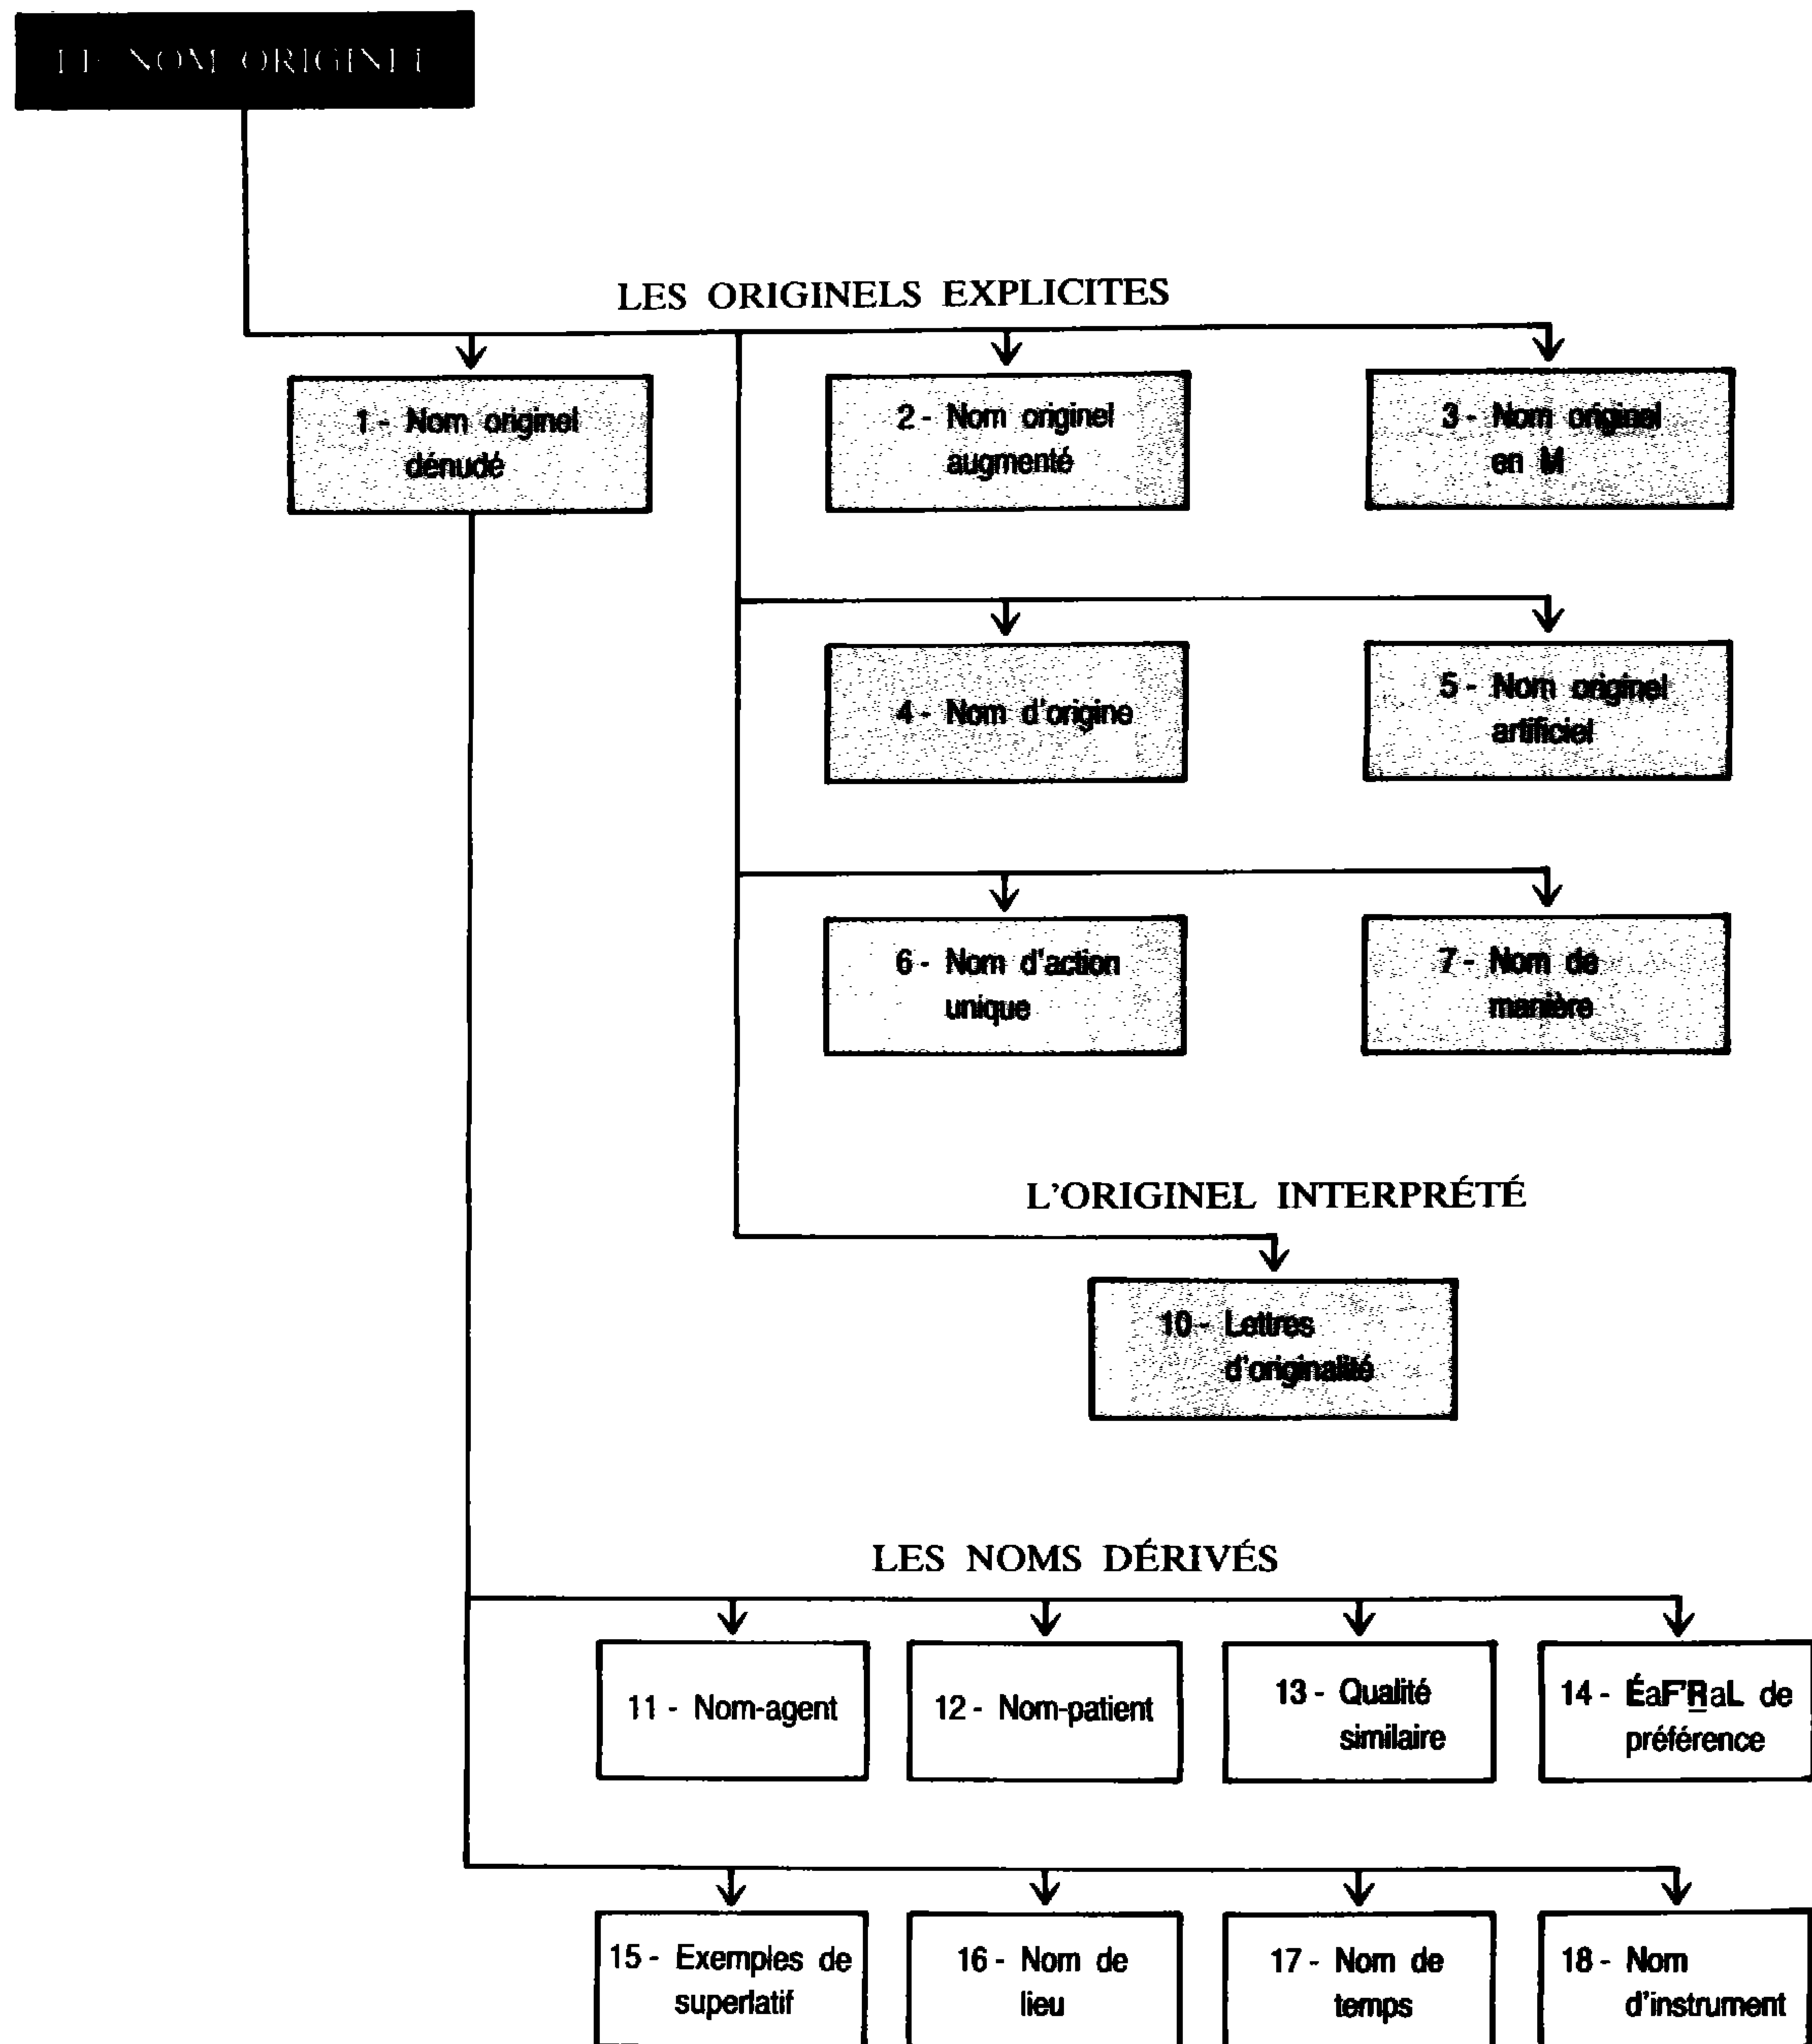 LE NOM ORIGINEL
LES ORIGINELS EXPLICITES
1 - Nom originel
dénudé
2 - Nom originel
augmenté
3 - Nom originel
en M
4 - Nom d'origine
5 - Nom originel
artificiel
6 - Nom d'action
unique
7 - Nom de
manière
L'ORIGINEL INTERPRÉTÉ
10 - Lettres
d'originalité
LES NOMS DÉRIVÉS
11 - Nom-agent
12 - Nom-patient
13 - Qualité
similaire
14 - ÉaF'RaL de
préférence
15 - Exemples de
superlatif
16 - Nom de
lieu
17 - Nom de
temps
18 - Nom
d'instrument